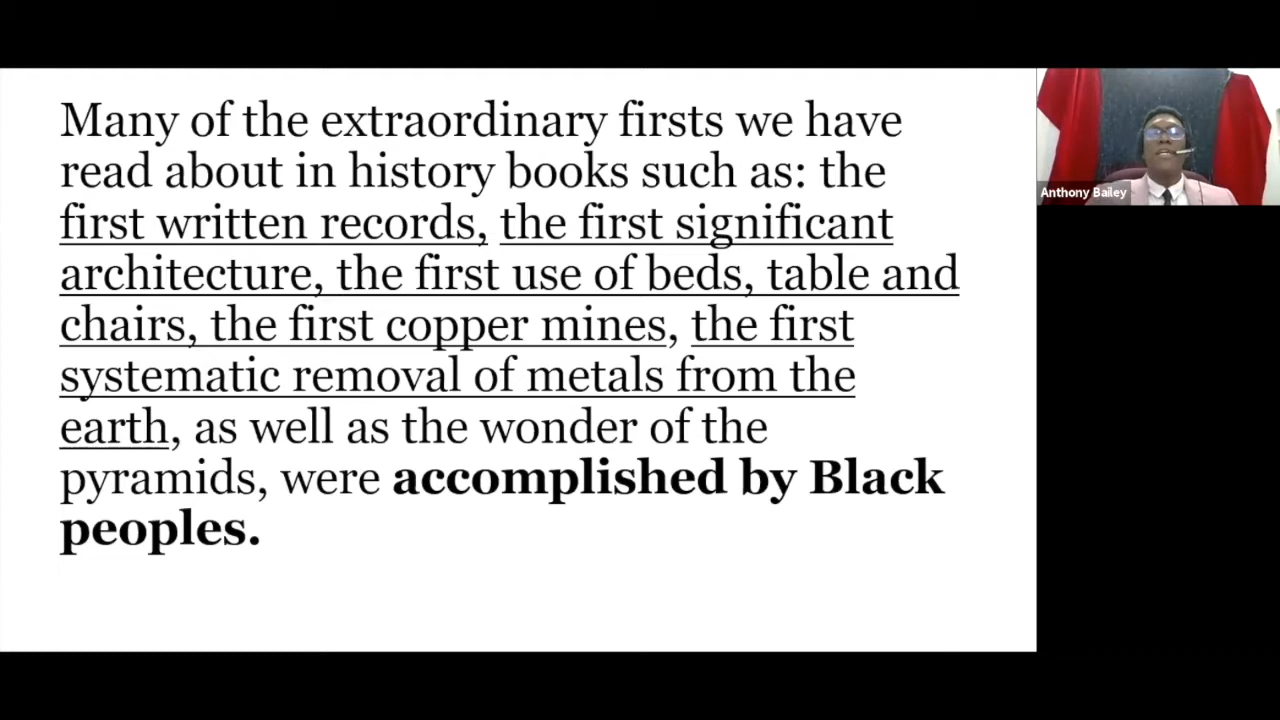 Many of the extraordinary firsts we have
read about in history books such as: the
first written records, the first significant
architecture, the first use of beds, table and
chairs, the first copper mines, the first
systematic removal of metals from the
earth, as well as the wonder of the
pyramids, were accomplished by Black
peoples.
Anthony Bailey